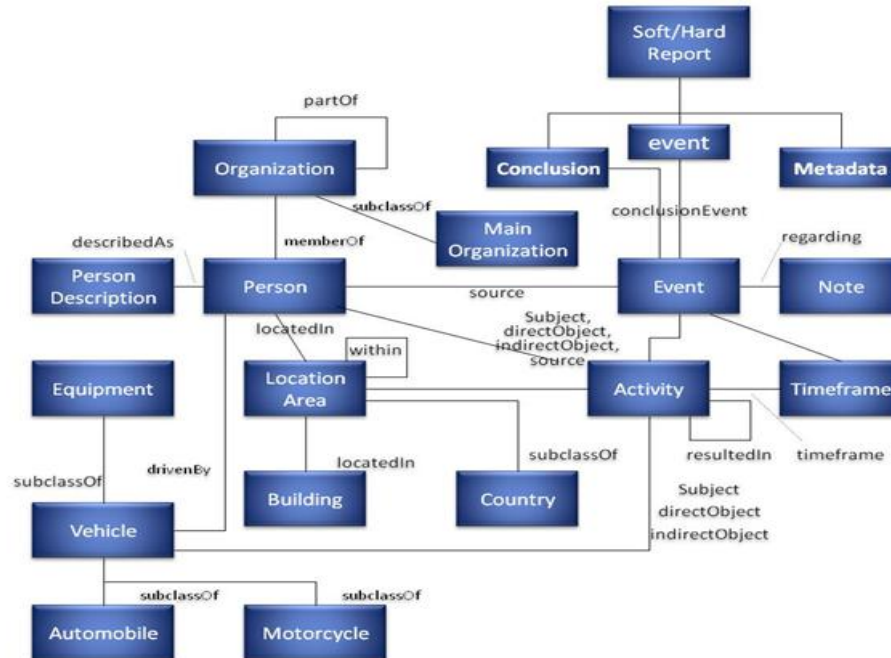 Soft/Hard
Report
partOf
event
Organization
Conclusion
Metadata
subclassOf
conclusionEvent
Main
Organization
describedAs
memberOf
regarding
Person
Description
Person
source
Event
Note
locatedIn
Subject,
directObject,
indirectObject,
source
within
Equipment
Location
Area
Activity
Timeframe
drivenBy
locatedIn
subclassOf
resultedIn
timeframe
subclassOf
Building
Country
Subject
directObject
indirectObject
Vehicle
subclassOf
subclassOf
Automobile
Motorcycle